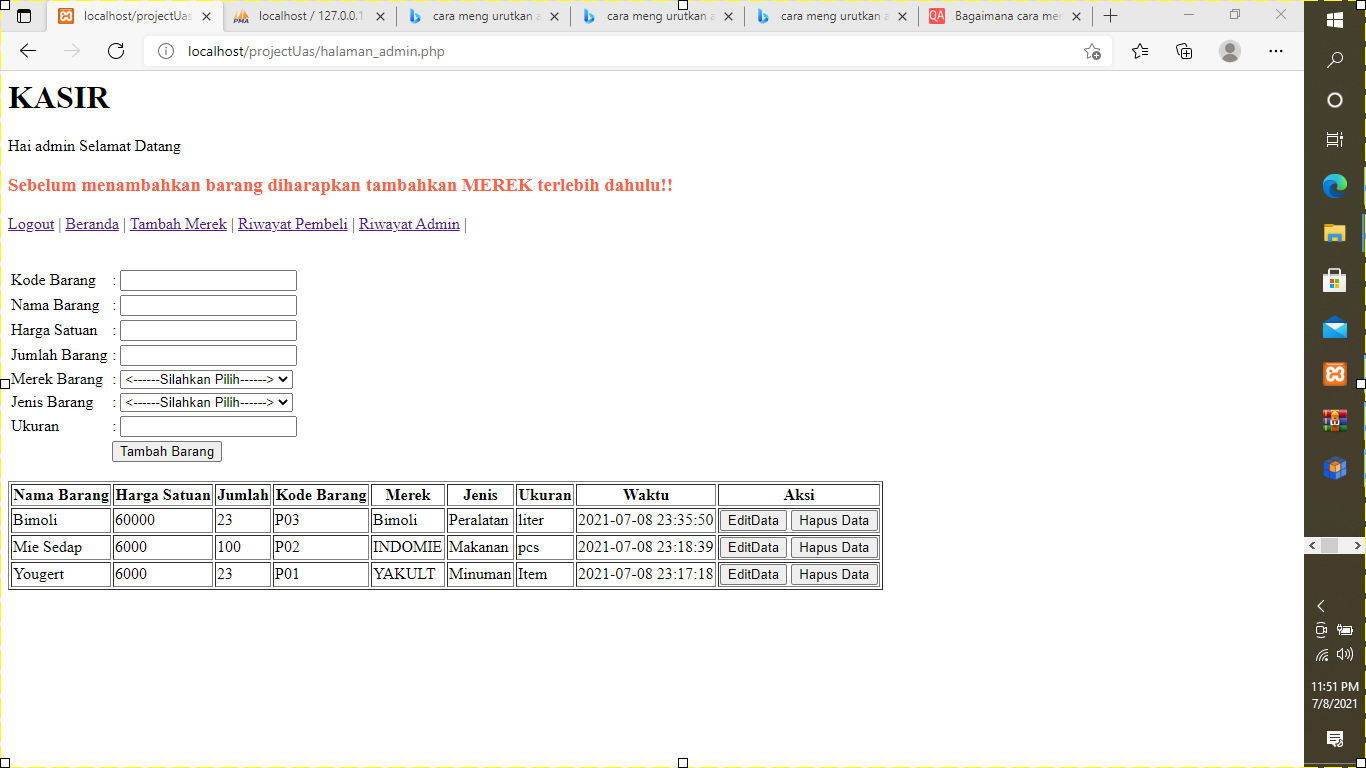 localhost/projectUas
localhost / 127.0.0.1
cara meng urutkan a
cara meng urutkan a
cara meng urutkan a
QA Bagaimana cara men
localhost/projectUas/halaman_admin.php
KASIR
Hai admin Selamat Datang
Sebelum menambahkan barang diharapkan tambahkan MEREK terlebih dahulu!!
Logout | Beranda | Tambah Merek | Riwayat Pembeli | Riwayat Admin |
Kode Barang :
Nama Barang :
Harga Satuan :
Jumlah Barang :
Merek Barang : <------Silahkan Pilih------>
Jenis Barang : <------Silahkan Pilih------>
Ukuran :
Tambah Barang
Nama Barang Harga Satuan Jumlah Kode Barang Merek Jenis Ukuran Waktu Aksi
Bimoli 60000 23 P03 Bimoli Peralatan liter 2021-07-08 23:35:50 EditData Hapus Data
Mie Sedap 6000 100 P02 INDOMIE Makanan pcs 2021-07-08 23:18:39 EditData Hapus Data
Yougert 6000 23 P01 YAKULT Minuman Item 2021-07-08 23:17:18 EditData Hapus Data
11:51 PM
7/8/2021